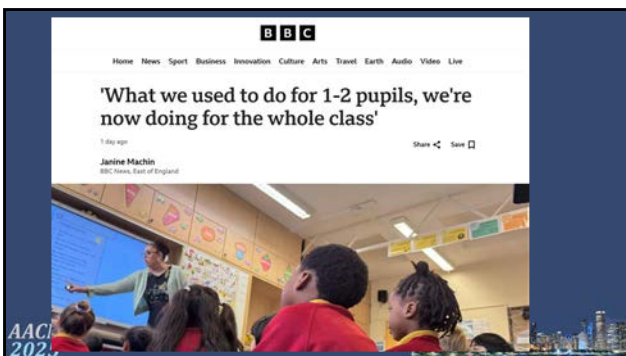 BBC
Home News Sport Business Innovation Culture Arts Travel Earth Audio Video Live
'What we used to do for 1-2 pupils, we're
now doing for the whole class'
1 day ago
Share Save
Janine Machin
BBC News, East of England